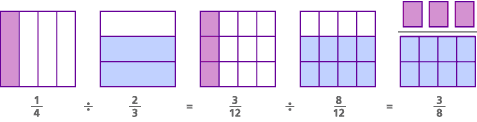 1/4 ÷ 2/3 = 3/12 ÷ 8/12 = 3/8